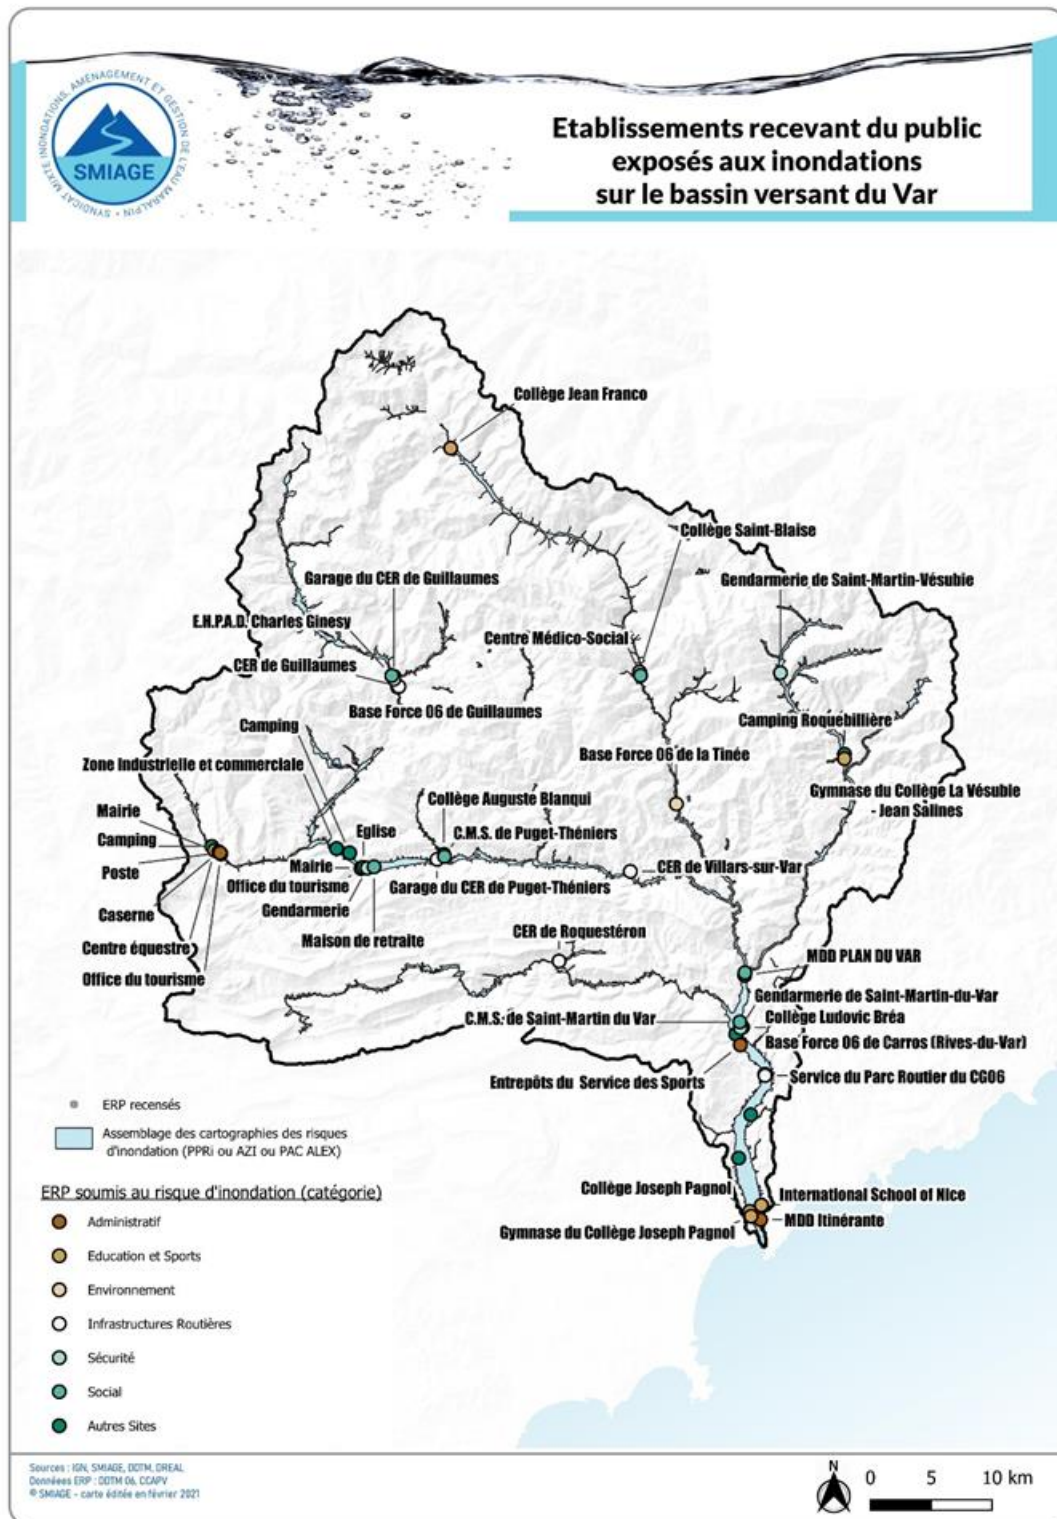 SYNDICAT MIXTE INONDATIONS, AMÉNAGEMENT ET GESTION DE L'EAU MARALPIN
SMIAGE
Etablissements recevant du public
exposés aux inondations
sur le bassin versant du Var
Collège Jean Franco
Collège Saint-Blaise
Garage du CER de Guillaumes
Gendarmerie de Saint-Martin-Vésubie
E.H.P.A.D. Charles Ginesy
Centre Médico-Social
CER de Guillaumes
Base Force 06 de Guillaumes
Camping Roquebillière
Camping
Base Force 06 de la Tinée
Zone Industrielle et commerciale
Gymnase du Collège La Vésubie
- Jean Salines
Collège Auguste Blanqui
Mairie
Eglise
C.M.S. de Puget-Théniers
Camping
Mairie
CER de Villars-sur-Var
Poste
Office du tourisme
Garage du CER de Puget-Théniers
Gendarmerie
Caserne
Maison de retraite
CER de Roquestéron
Centre équestre
MDD PLAN DU VAR
Office du tourisme
Gendarmerie de Saint-Martin-du-Var
C.M.S. de Saint-Martin du Var
Collège Ludovic Bréa
Base Force 06 de Carros (Rives-du-Var)
Entrepôts du Service des Sports
Service du Parc Routier du CG06
ERP recensés
Assemblage des cartographies des risques
d'inondation (PPRi ou AZI ou PAC ALEX)
Collège Joseph Pagnol
International School of Nice
MDD Itinérante
Gymnase du Collège Joseph Pagnol
ERP soumis au risque d'inondation (catégorie)
Administratif
Education et Sports
Environnement
Infrastructures Routières
Sécurité
Social
Autres Sites
Sources : IGN, SMIAGE, DDTM, DREAL
Donnéees ERP : DDTM 06, CCAPV
© SMIAGE - carte éditée en février 2021
N
0 5 10 km